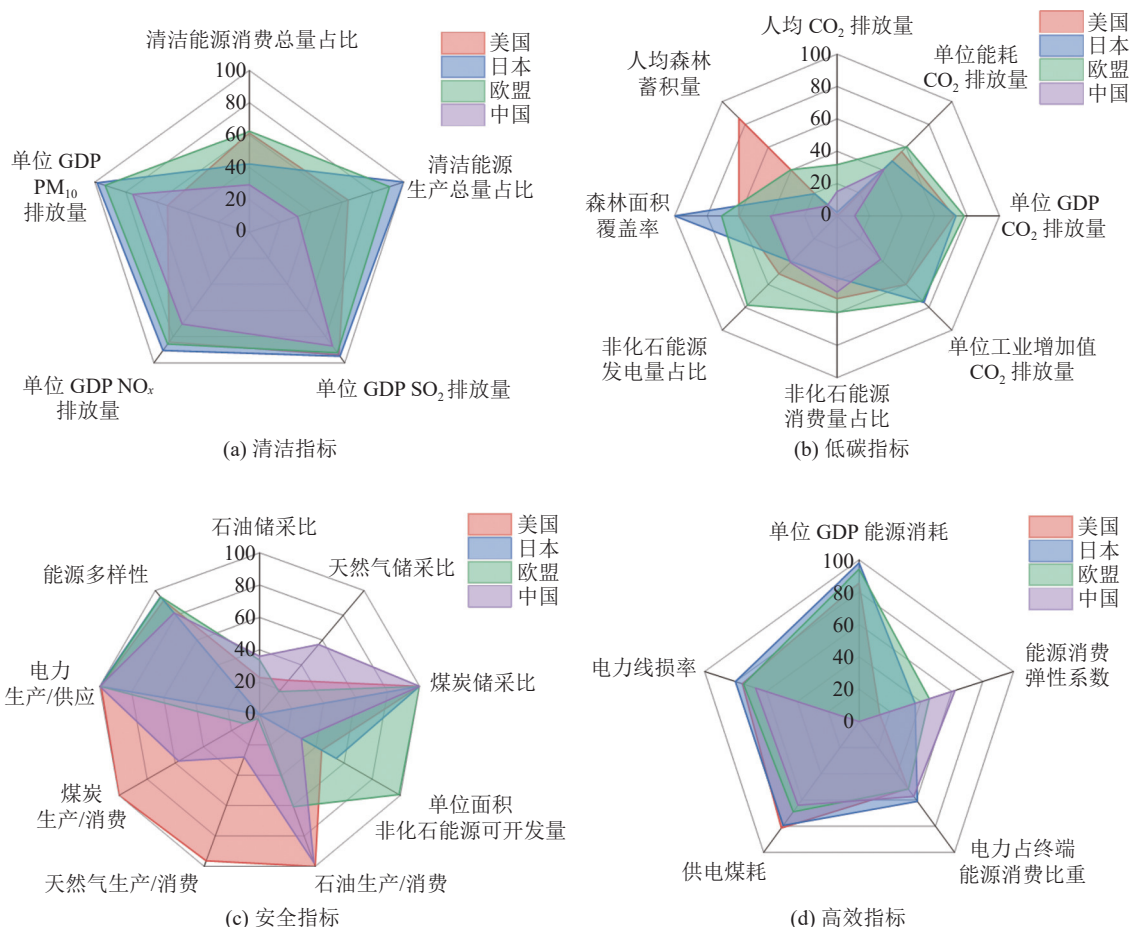 清洁能源消费总量占比
美国
日本
欧盟
中国
100
80
60
40
20
0
单位 GDP
PM₁₀
排放量
清洁能源
生产总量占比
单位 GDP NOₓ
排放量
单位 GDP SO₂ 排放量
(a) 清洁指标
人均 CO₂ 排放量
美国
日本
欧盟
中国
人均森林
蓄积量
单位能耗
CO₂ 排放量
100
80
60
40
20
0
森林面积
覆盖率
单位 GDP
CO₂ 排放量
非化石能源
发电量占比
单位工业增加值
CO₂ 排放量
非化石能源
消费量占比
(b) 低碳指标
石油储采比
美国
日本
欧盟
中国
能源多样性
天然气储采比
100
80
60
40
20
0
电力
生产/供应
煤炭储采比
煤炭
生产/消费
单位面积
非化石能源可开发量
天然气生产/消费
石油生产/消费
(c) 安全指标
单位 GDP 能源消耗
美国
日本
欧盟
中国
100
80
60
40
20
0
电力线损率
能源消费
弹性系数
供电煤耗
电力占终端
能源消费比重
(d) 高效指标